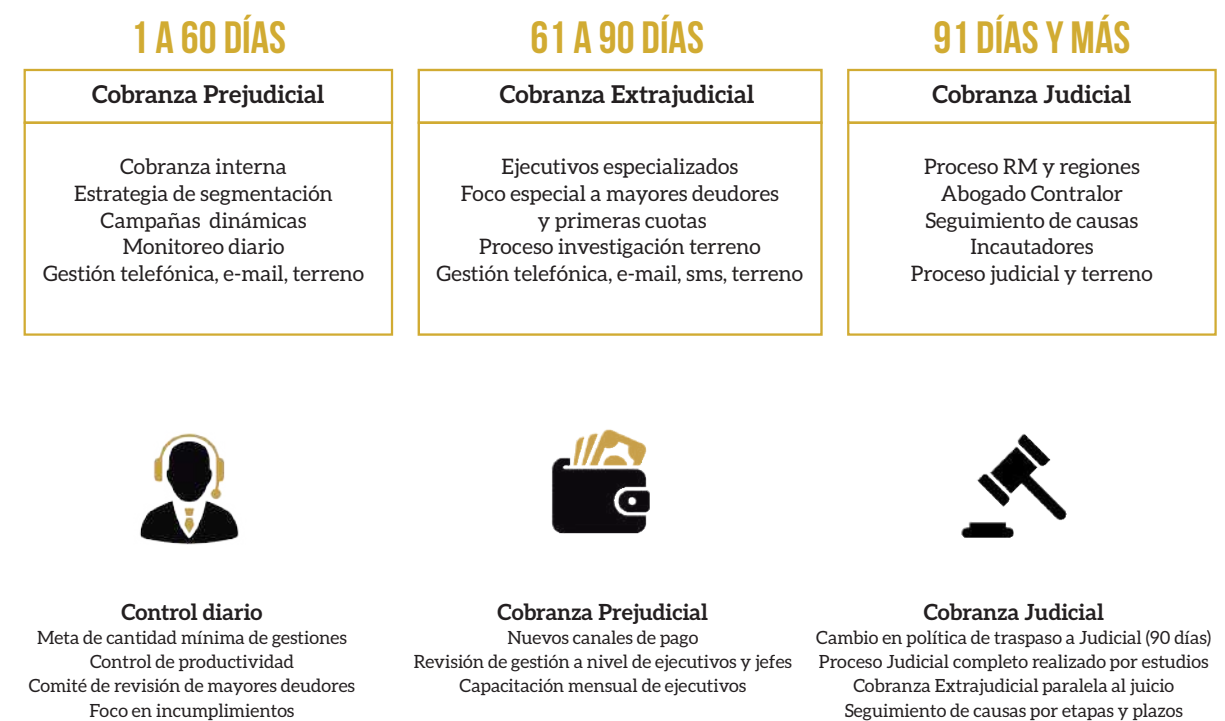 1 A 60 DÍAS
Cobranza Prejudicial
Cobranza interna
Estrategia de segmentación
Campañas dinámicas
Monitoreo diario
Gestión telefónica, e-mail, terreno
61 A 90 DÍAS
Cobranza Extrajudicial
Ejecutivos especializados
Foco especial a mayores deudores
y primeras cuotas
Proceso investigación terreno
Gestión telefónica, e-mail, sms, terreno
91 DÍAS Y MÁS
Cobranza Judicial
Proceso RM y regiones
Abogado Contralor
Seguimiento de causas
Incautadores
Proceso judicial y terreno
Control diario
Meta de cantidad mínima de gestiones
Control de productividad
Comité de revisión de mayores deudores
Foco en incumplimientos
Cobranza Prejudicial
Nuevos canales de pago
Revisión de gestión a nivel de ejecutivos y jefes
Capacitación mensual de ejecutivos
Cobranza Judicial
Cambio en política de traspaso a Judicial (90 días)
Proceso Judicial completo realizado por estudios
Cobranza Extrajudicial paralela al juicio
Seguimiento de causas por etapas y plazos